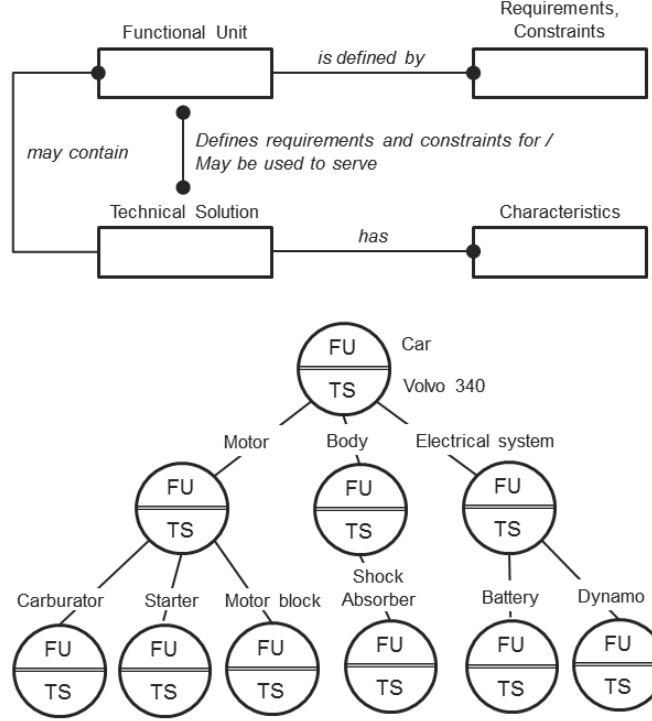 Functional Unit
Requirements,
Constraints
is defined by
may contain
Defines requirements and constraints for /
May be used to serve
Technical Solution
Characteristics
has
FU
Car
TS
Volvo 340
Motor
Body
Electrical system
FU
TS
FU
TS
FU
TS
Carburator
Starter
Motor block
Shock
Absorber
Battery
Dynamo
FU
TS
FU
TS
FU
TS
FU
TS
FU
TS
FU
TS